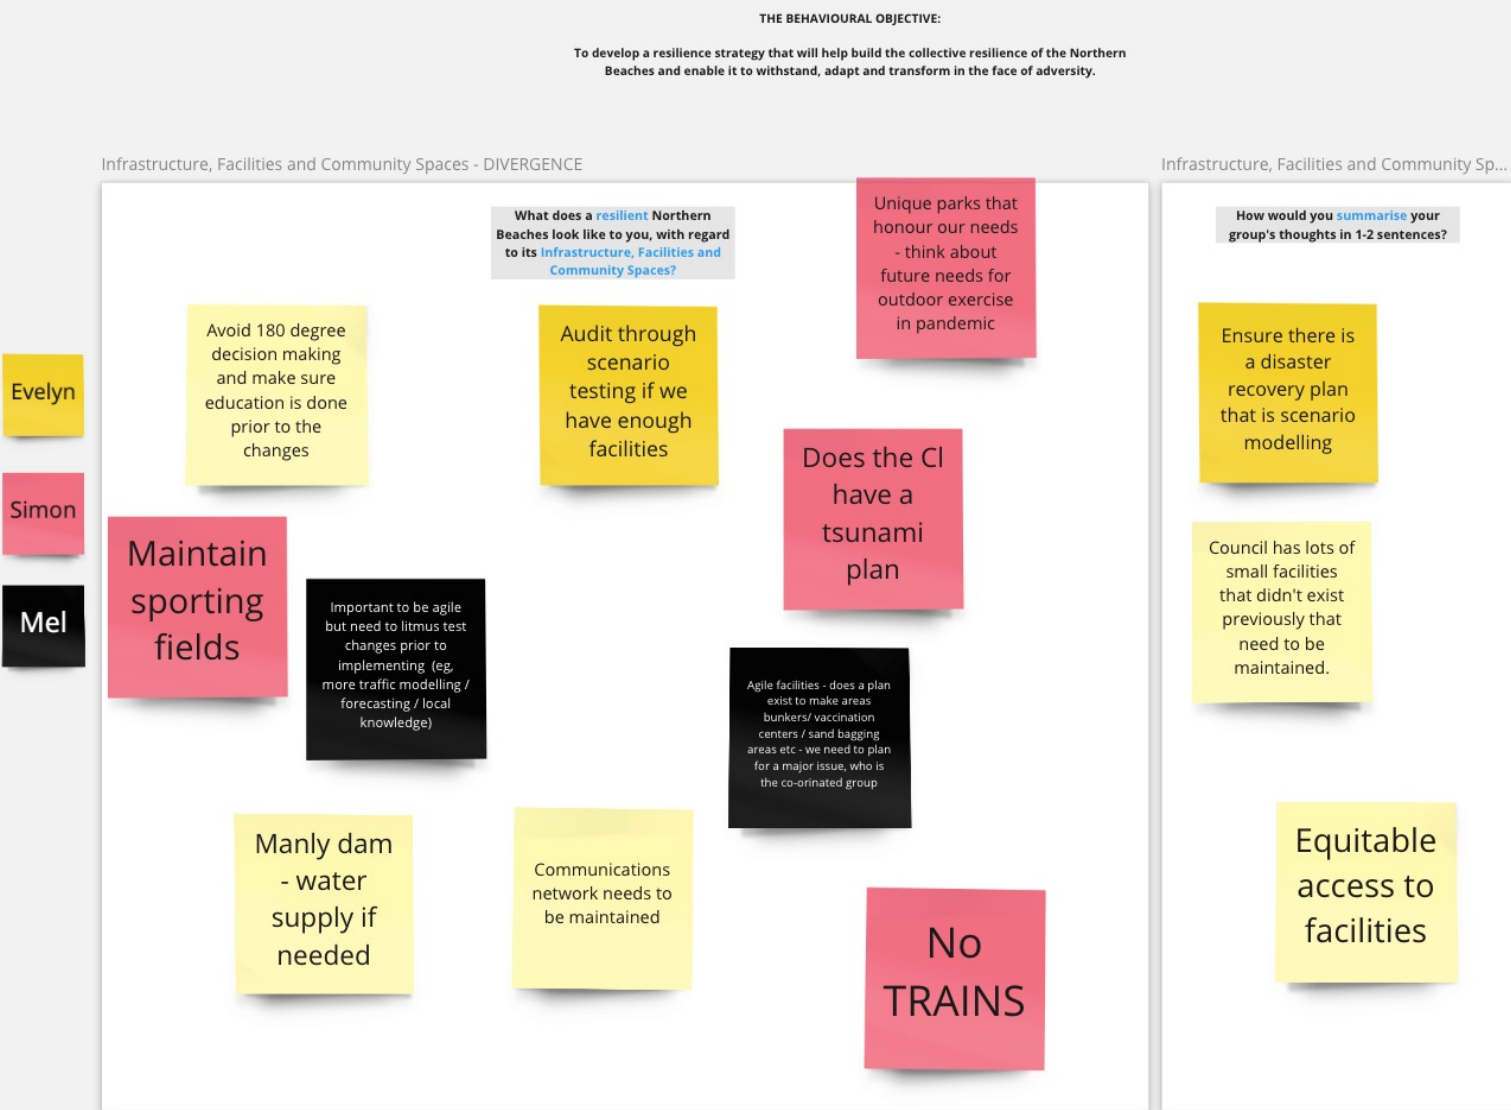 THE BEHAVIOURAL OBJECTIVE:
To develop a resilience strategy that will help build the collective resilience of the Northern
Beaches and enable it to withstand, adapt and transform in the face of adversity.
Infrastructure, Facilities and Community Spaces - DIVERGENCE
What does a resilient Northern
Beaches look like to you, with regard
to its Infrastructure, Facilities and
Community Spaces?
Unique parks that
honour our needs
- think about
future needs for
outdoor exercise
in pandemic
Avoid 180 degree
decision making
and make sure
education is done
prior to the
changes
Audit through
scenario
testing if we
have enough
facilities
Evelyn
Simon
Mel
Does the Cl
have a
tsunami
plan
Maintain
sporting
fields
Important to be agile
but need to litmus test
changes prior to
implementing (eg,
more traffic modelling /
forecasting / local
knowledge)
Agile facilities - does a plan
exist to make areas
bunkers/ vaccination
centers / sand bagging
areas etc - we need to plan
for a major issue, who is
the co-orinated group
Manly dam
- water
supply if
needed
Communications
network needs to
be maintained
No
TRAINS
Infrastructure, Facilities and Community Sp...
How would you summarise your
group's thoughts in 1-2 sentences?
Ensure there is
a disaster
recovery plan
that is scenario
modelling
Council has lots of
small facilities
that didn't exist
previously that
need to be
maintained.
Equitable
access to
facilities